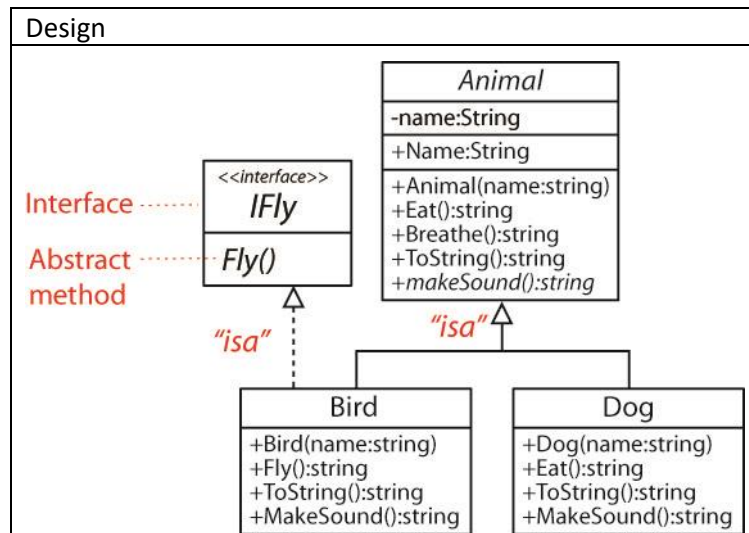 Design
Animal
-name:String
+Name:String
+Animal(name:string)
+Eat():string
+Breathe():string
+ToString():string
+makeSound():string
<<interface>>
IFly
Fly()
Interface
Abstract
method
"isa"
"isa"
Bird
+Bird(name:string)
+Fly():string
+ToString():string
+MakeSound():string
Dog
+Dog(name:string)
+Eat():string
+ToString():string
+MakeSound():string